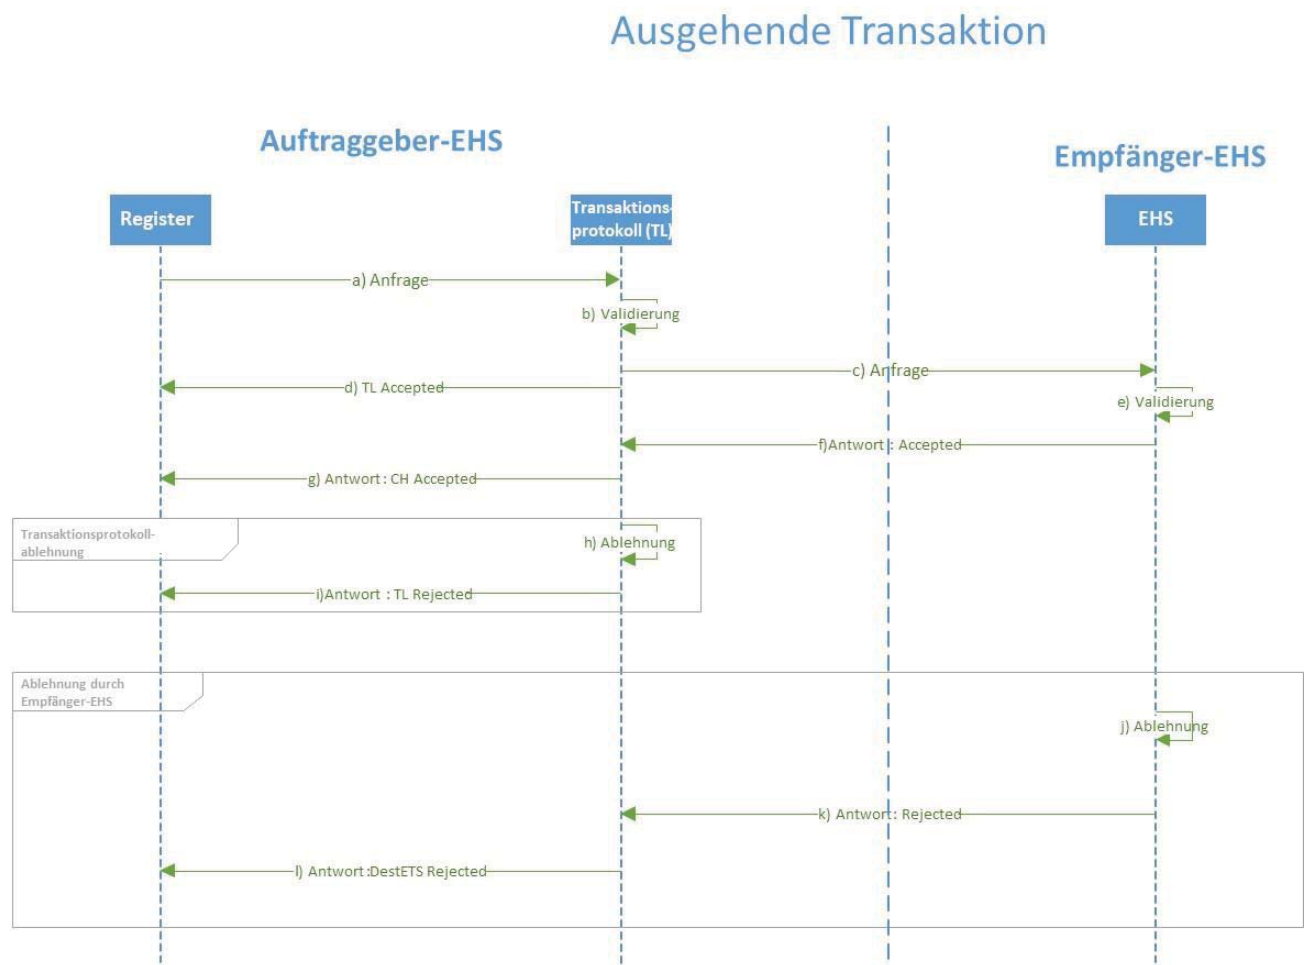 Ausgehende Transaktion
Auftraggeber-EHS
Empfänger-EHS
Register
Transaktions-
protokoll (TL)
EHS
a) Anfrage
b) Validierung
c) Anfrage
d) TL Accepted
e) Validierung
f)Antwort : Accepted
g) Antwort : CH Accepted
Transaktionsprotokoll-
ablehnung
h) Ablehnung
i)Antwort : TL Rejected
Ablehnung durch
Empfänger-EHS
j) Ablehnung
k) Antwort : Rejected
l) Antwort :DestETS Rejected